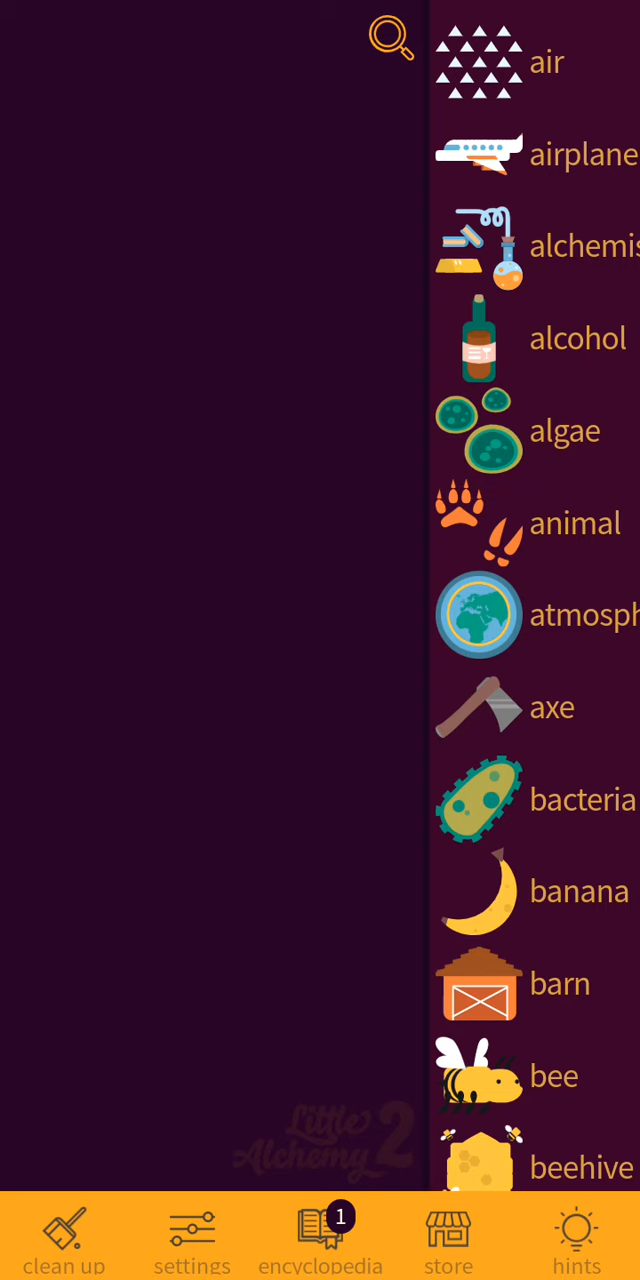 air
airplane
alchemis
alcohol
algae
animal
atmosph
axe
bacteria
banana
barn
bee
beehive
Little
Alchemy 2
1
clean up
settings
encyclopedia
store
hints